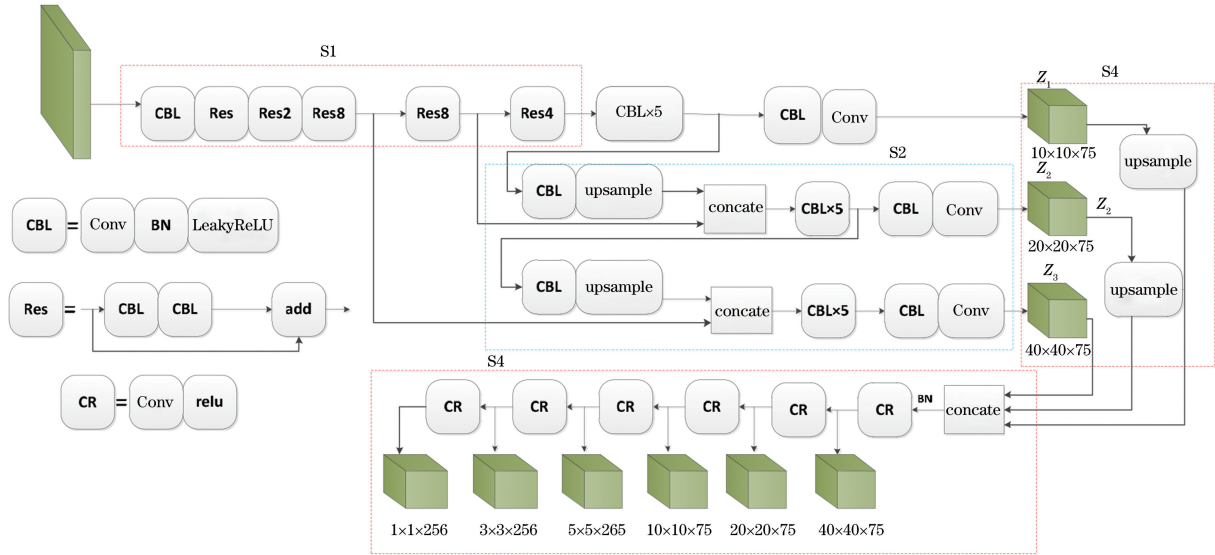 S1
S4
Z1
CBL Res Res2 Res8 Res8 Res4 CBL×5 CBL Conv
10×10×75
upsample
S2
Z2
CBL upsample concate CBL×5 CBL Conv
Z2
20×20×75
CBL = Conv BN LeakyReLU
Z3
CBL upsample concate CBL×5 CBL Conv
upsample
Res = CBL CBL add
40×40×75
S4
CR = Conv relu
CR CR CR CR CR CR BN concate
1×1×256 3×3×256 5×5×265 10×10×75 20×20×75 40×40×75